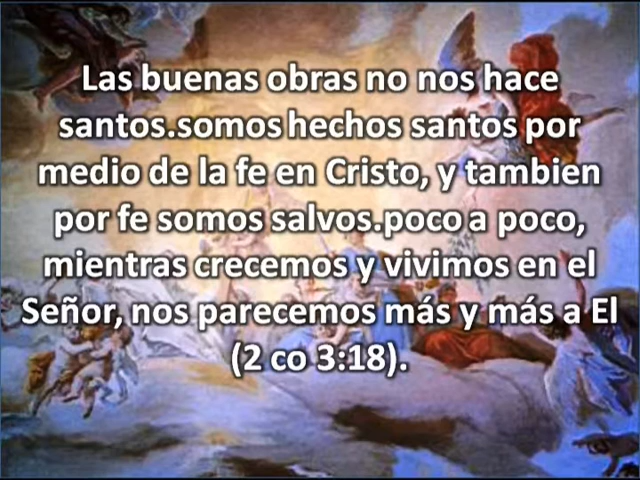 Las buenas obras no nos hace
santos.somos hechos santos por
medio de la fe en Cristo, y tambien
por fe somos salvos.poco a poco,
mientras crecemos y vivimos en el
Señor, nos parecemos más y más a El
(2 co 3:18).